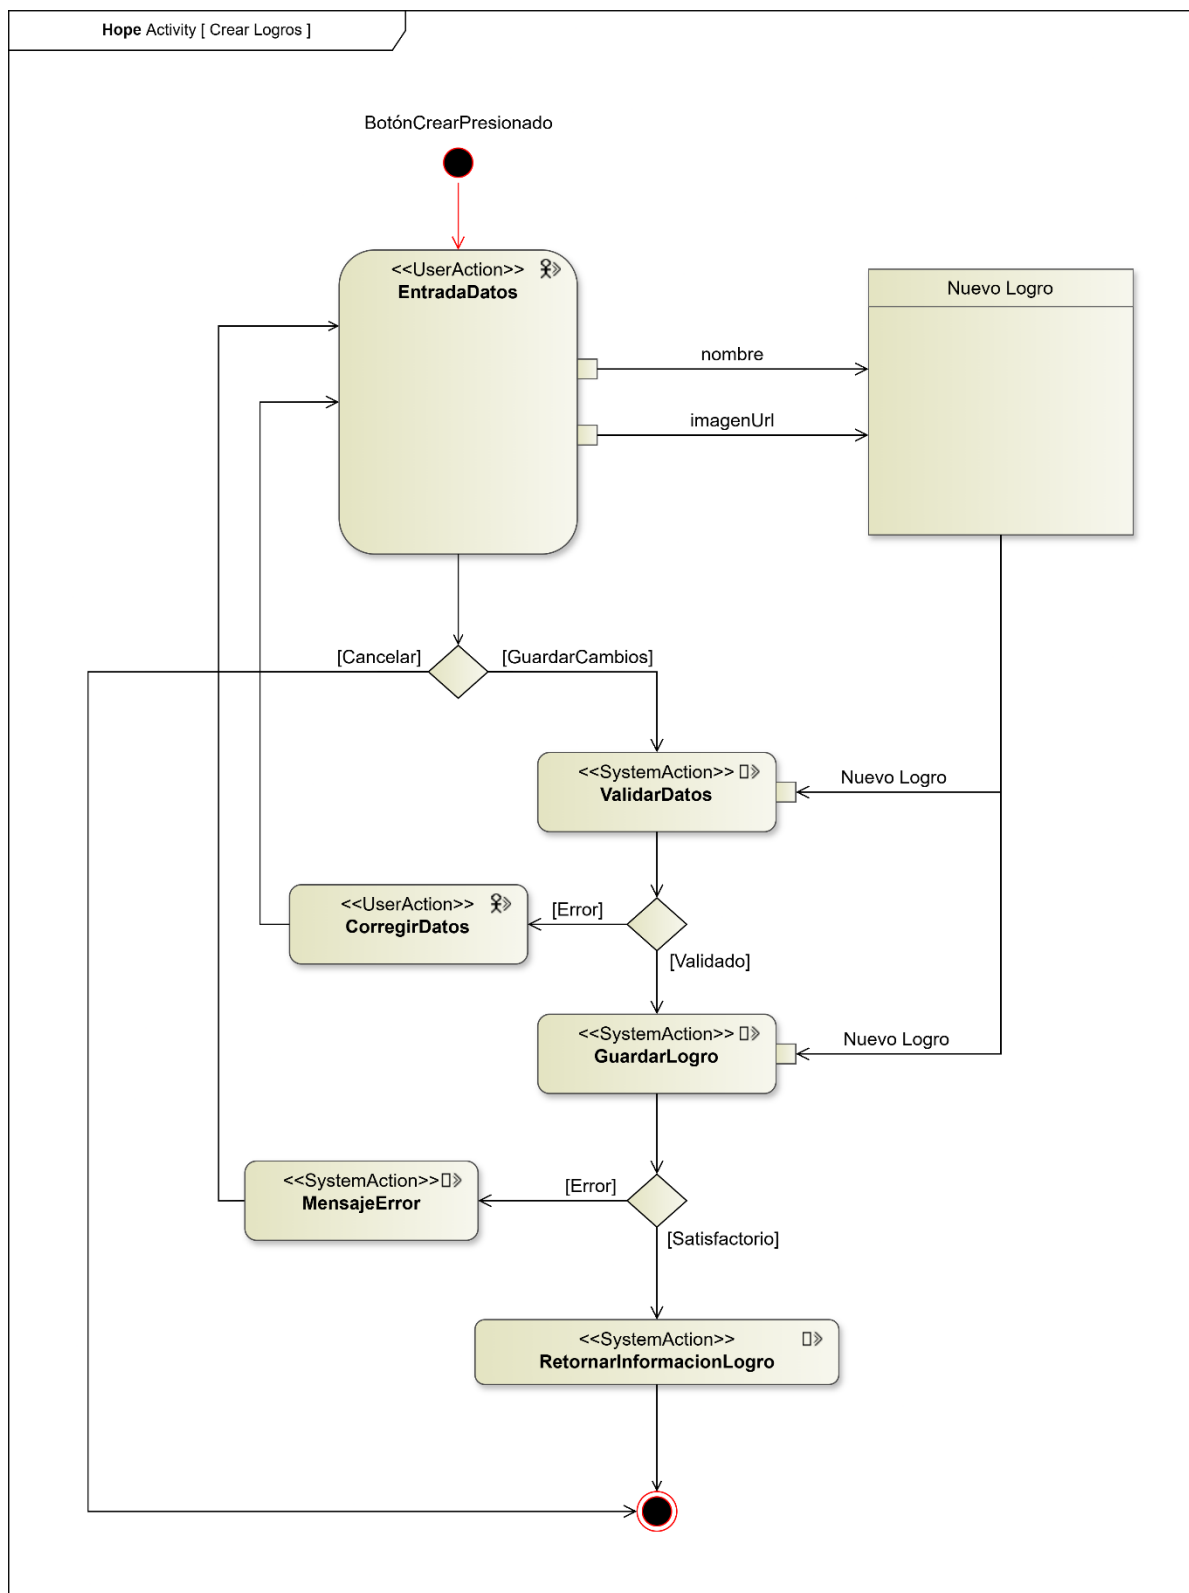 Hope Activity [ Crear Logros ]
BotónCrearPresionado
<<UserAction>>
EntradaDatos
Nuevo Logro
nombre
imagenUrl
[Cancelar]
[GuardarCambios]
<<SystemAction>>
ValidarDatos
Nuevo Logro
<<UserAction>>
CorregirDatos
[Error]
[Validado]
<<SystemAction>>
GuardarLogro
Nuevo Logro
<<SystemAction>>
MensajeError
[Error]
[Satisfactorio]
<<SystemAction>>
RetornarInformacionLogro